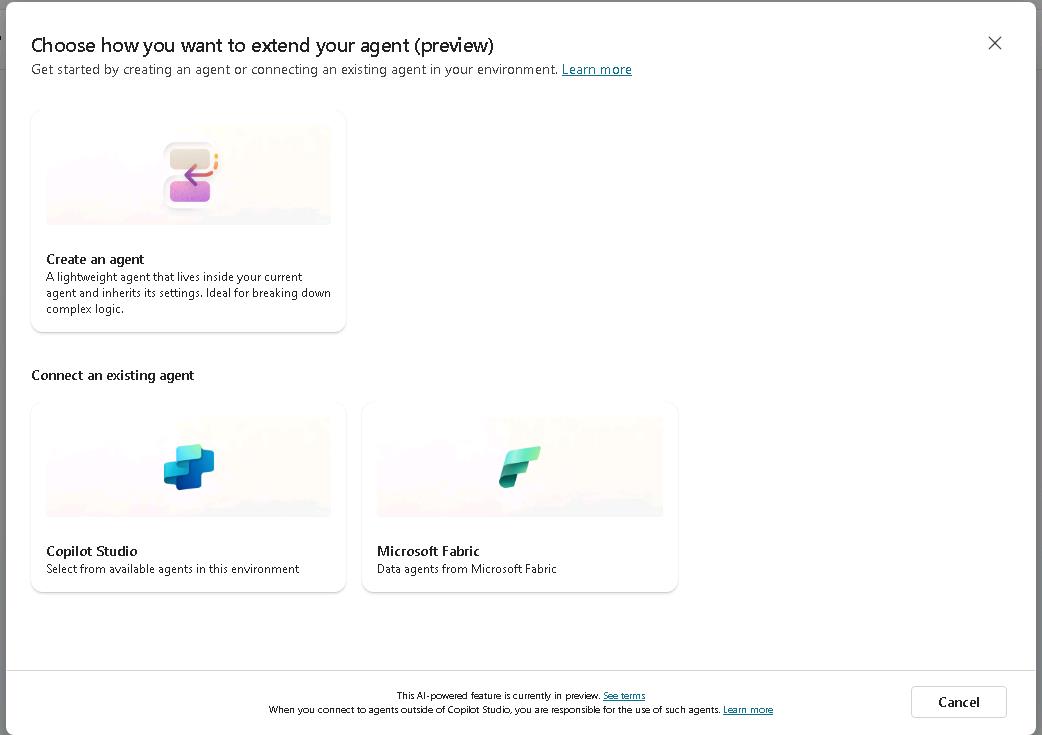 Choose how you want to extend your agent (preview)
Get started by creating an agent or connecting an existing agent in your environment. Learn more
Create an agent
A lightweight agent that lives inside your current
agent and inherits its settings. Ideal for breaking down
complex logic.
Connect an existing agent
Copilot Studio
Select from available agents in this environment
Microsoft Fabric
Data agents from Microsoft Fabric
This AI-powered feature is currently in preview. See terms
When you connect to agents outside of Copilot Studio, you are responsible for the use of such agents. Learn more
Cancel